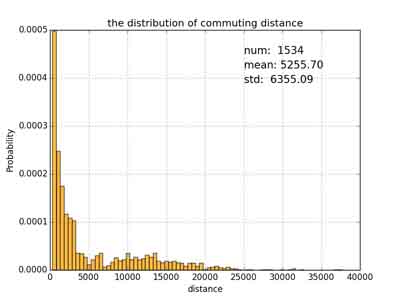 the distribution of commuting distance
num: 1534
mean: 5255.70
std: 6355.09
Probability
0.0005
0.0004
0.0003
0.0002
0.0001
0.0000
0 5000 10000 15000 20000 25000 30000 35000 40000
distance